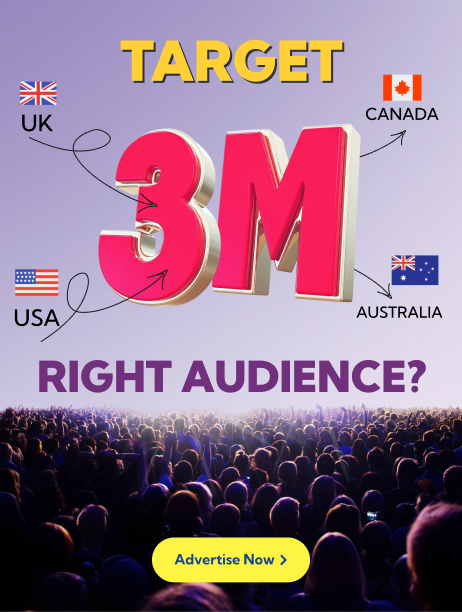 TARGET
UK
CANADA
3M
USA
AUSTRALIA
RIGHT AUDIENCE?
Advertise Now >